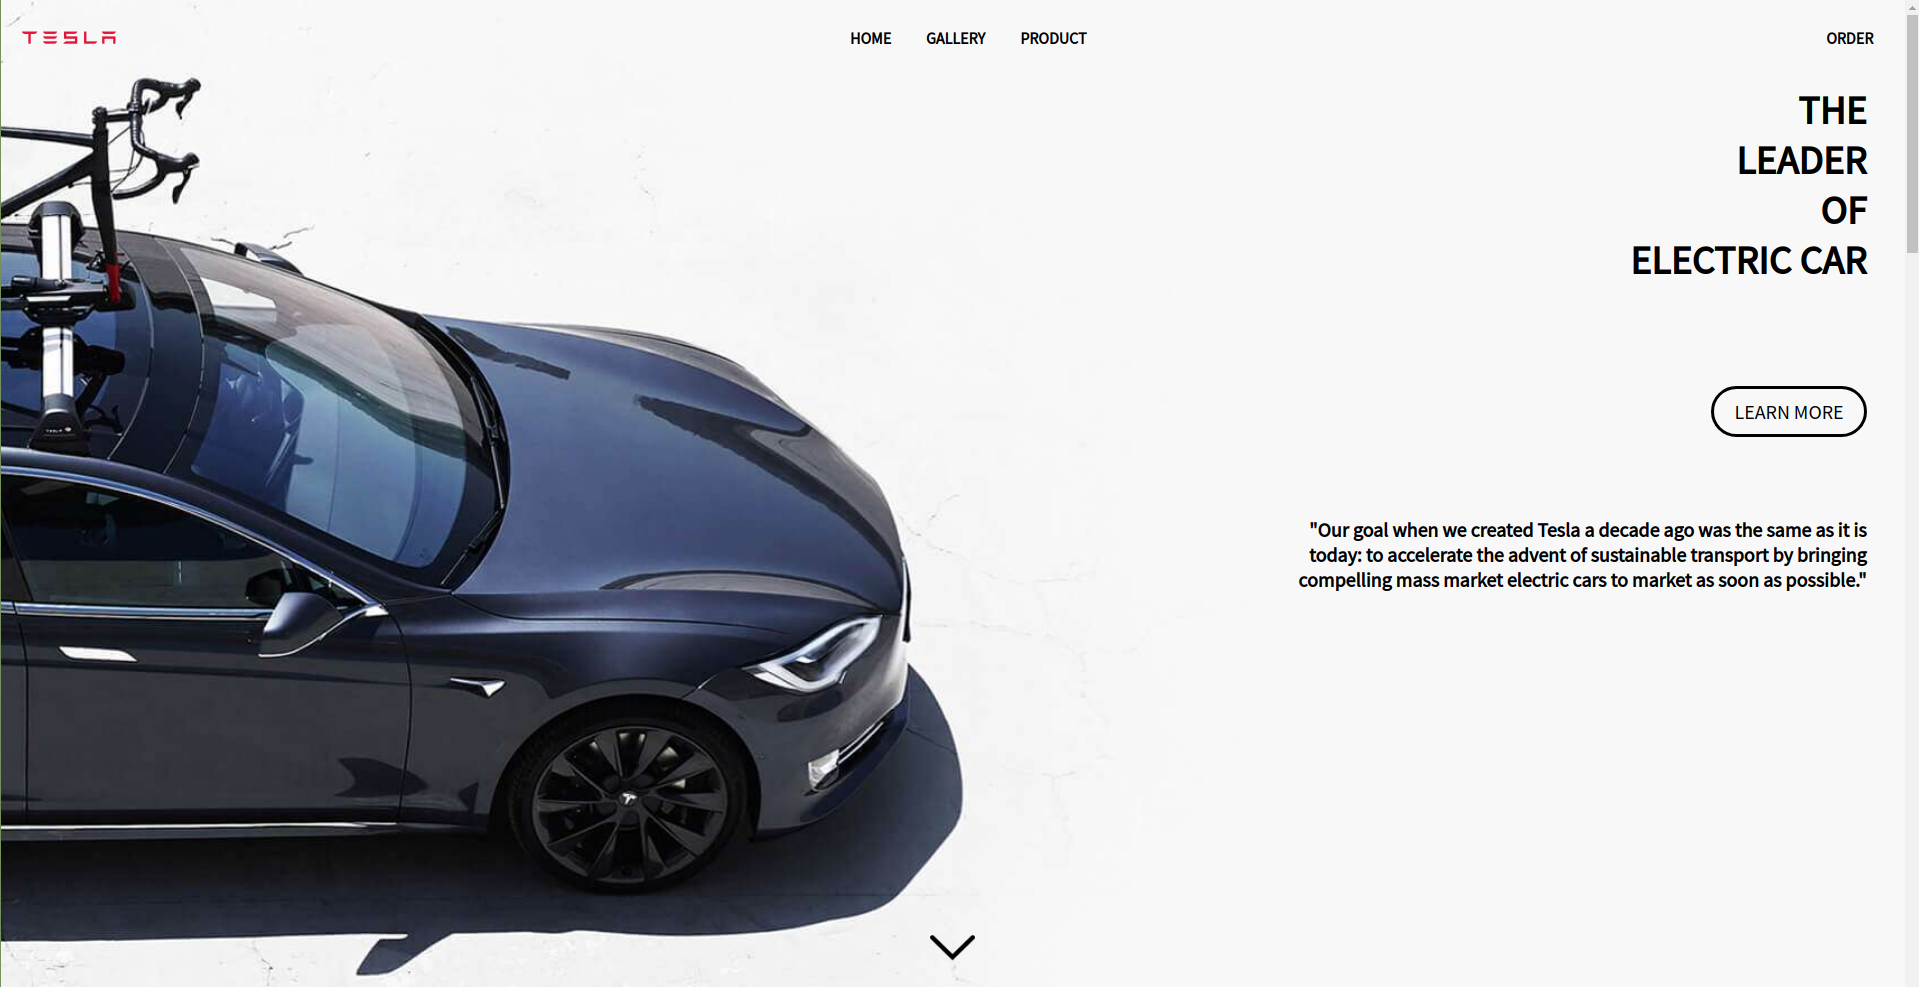 TESLA
HOME GALLERY PRODUCT ORDER
THE
LEADER
OF
ELECTRIC CAR
LEARN MORE
"Our goal when we created Tesla a decade ago was the same as it is
today: to accelerate the advent of sustainable transport by bringing
compelling mass market electric cars to market as soon as possible."